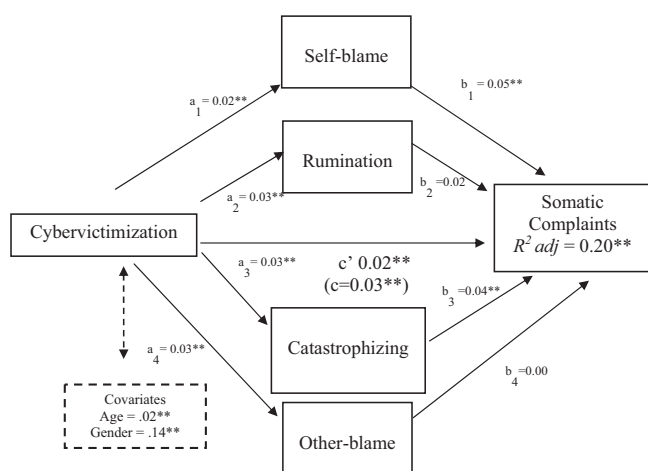 Self-blame
a1 = 0.02**
b1 = 0.05**
Rumination
a2 = 0.03**
b2 =0.02
Somatic
Complaints
R² adj = 0.20**
Cybervictimization
a3 = 0.03**
c’ 0.02**
(c=0.03**)
b3 =0.04**
Catastrophizing
a4 = 0.03**
b4 =0.00
Covariates
Age = .02**
Gender = .14**
Other-blame